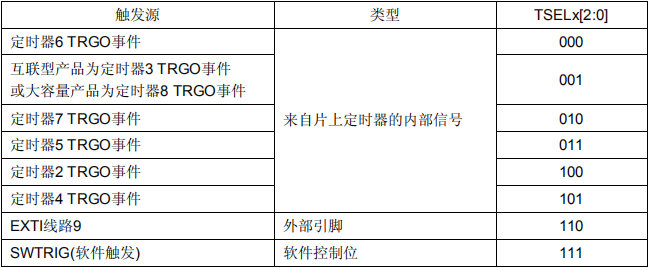 触发源 类型 TSELx[2:0]
定时器6 TRGO事件 000
互联型产品为定时器3 TRGO事件
或大容量产品为定时器8 TRGO事件 001
定时器7 TRGO事件 来自片上定时器的内部信号 010
定时器5 TRGO事件 011
定时器2 TRGO事件 100
定时器4 TRGO事件 101
EXTI线路9 外部引脚 110
SWTRIG(软件触发) 软件控制位 111